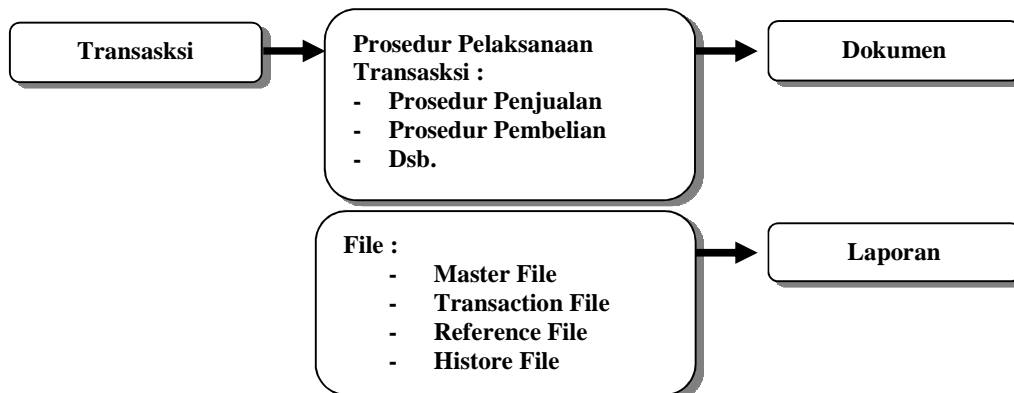 Transasksi
Prosedur Pelaksanaan
Transasksi :
- Prosedur Penjualan
- Prosedur Pembelian
- Dsb.
Dokumen
File :
- Master File
- Transaction File
- Reference File
- Histore File
Laporan